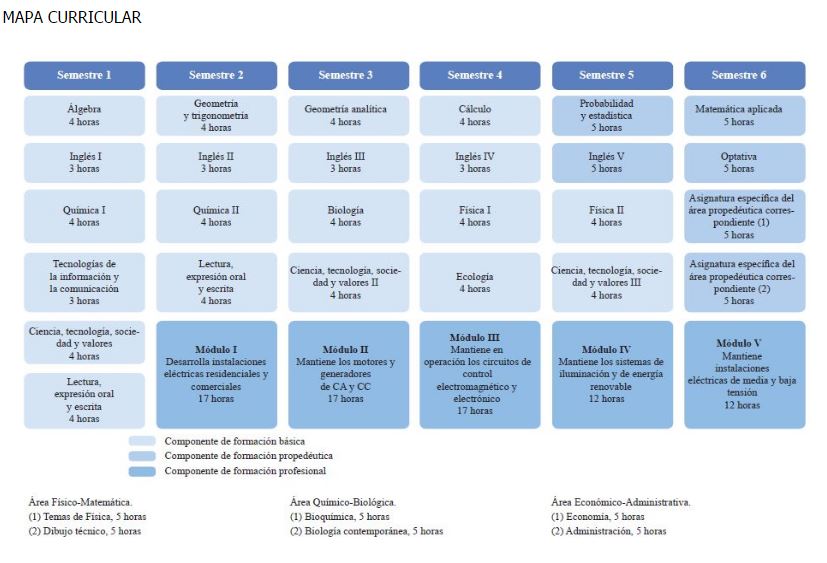 MAPA CURRICULAR
Semestre 1
Semestre 2
Semestre 3
Semestre 4
Semestre 5
Semestre 6
Álgebra
4 horas
Geometría
y trigonometría
4 horas
Geometría analítica
4 horas
Cálculo
4 horas
Probabilidad
y estadística
5 horas
Matemática aplicada
5 horas
Inglés I
3 horas
Inglés II
3 horas
Inglés III
3 horas
Inglés IV
3 horas
Inglés V
5 horas
Optativa
5 horas
Química I
4 horas
Química II
4 horas
Biología
4 horas
Física I
4 horas
Física II
4 horas
Asignatura específica del
área propedéutica corres-
pondiente (1)
5 horas
Tecnologías de
la información y
la comunicación
3 horas
Lectura,
expresión oral
y escrita
4 horas
Ciencia, tecnología, socie-
dad y valores II
4 horas
Ecología
4 horas
Ciencia, tecnología, socie-
dad y valores III
4 horas
Asignatura específica del
área propedéutica corres-
pondiente (2)
5 horas
Ciencia, tecnología, socie-
dad y valores
4 horas
Lectura,
expresión oral
y escrita
4 horas
Módulo I
Desarrolla instalaciones
eléctricas residenciales y
comerciales
17 horas
Módulo II
Mantiene los motores y
generadores
de CA y CC
17 horas
Módulo III
Mantiene en
operación los circuitos de
control
electromagnético y
electrónico
17 horas
Módulo IV
Mantiene los sistemas de
iluminación y de energía
renovable
12 horas
Módulo V
Mantiene
instalaciones
eléctricas de media y baja
tensión
12 horas
Componente de formación básica
Componente de formación propedéutica
Componente de formación profesional
Área Físico-Matemática.
(1) Temas de Física, 5 horas
(2) Dibujo técnico, 5 horas
Área Químico-Biológica.
(1) Bioquímica, 5 horas
(2) Biología contemporánea, 5 horas
Área Económico-Administrativa.
(1) Economía, 5 horas
(2) Administración, 5 horas